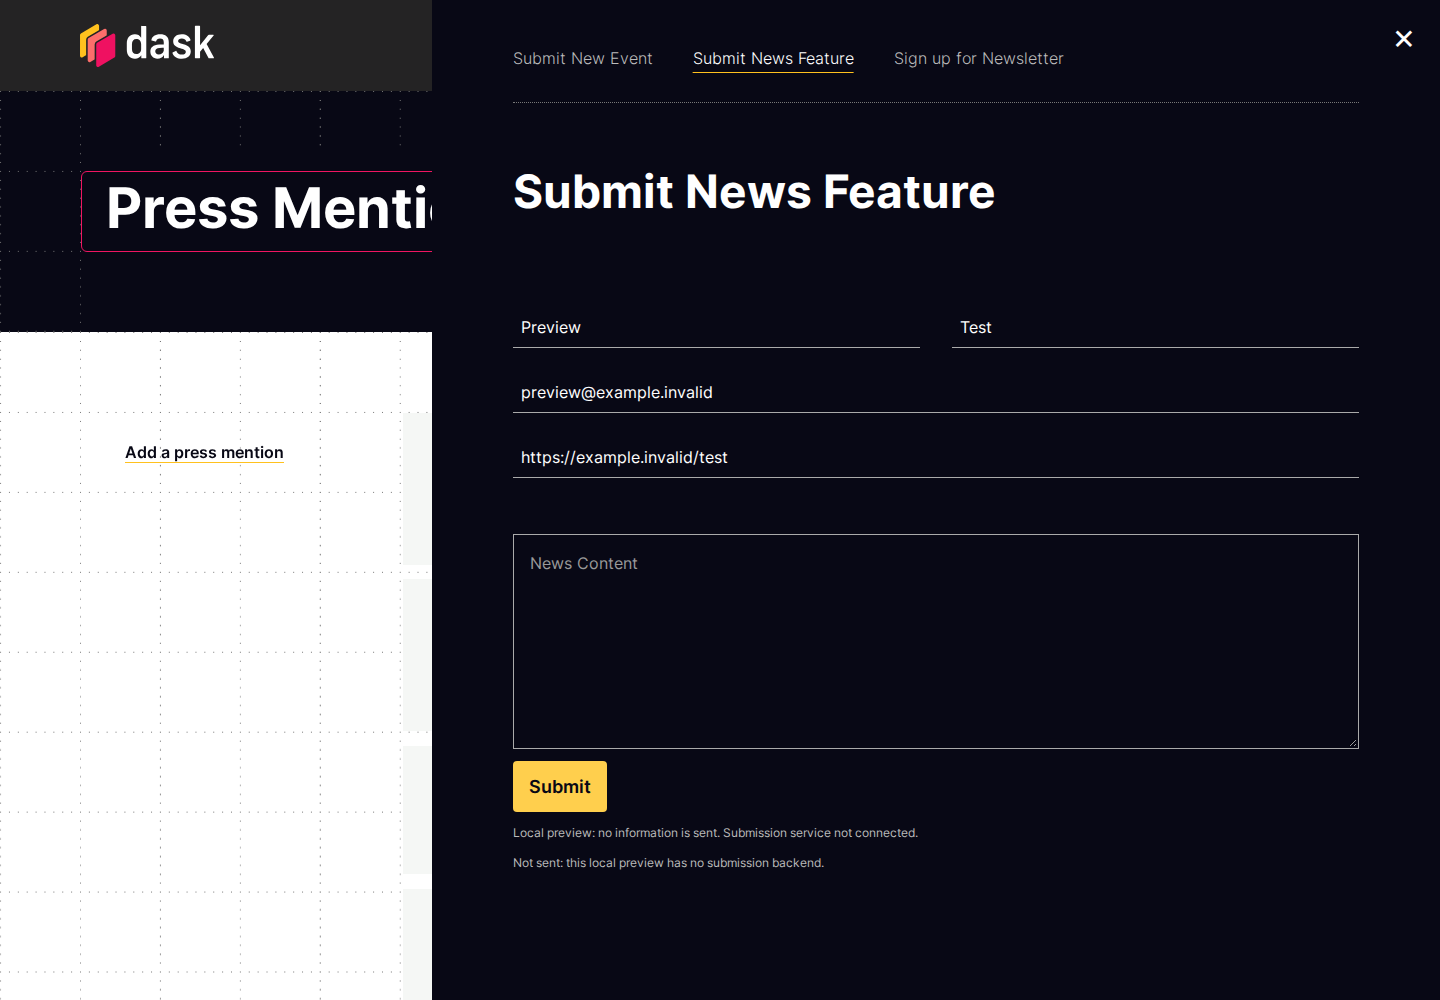 dask
Submit New Event
Submit News Feature
Sign up for Newsletter
Press Menti
Submit News Feature
Preview
Test
preview@example.invalid
https://example.invalid/test
Add a press mention
News Content
Submit
Local preview: no information is sent. Submission service not connected.
Not sent: this local preview has no submission backend.